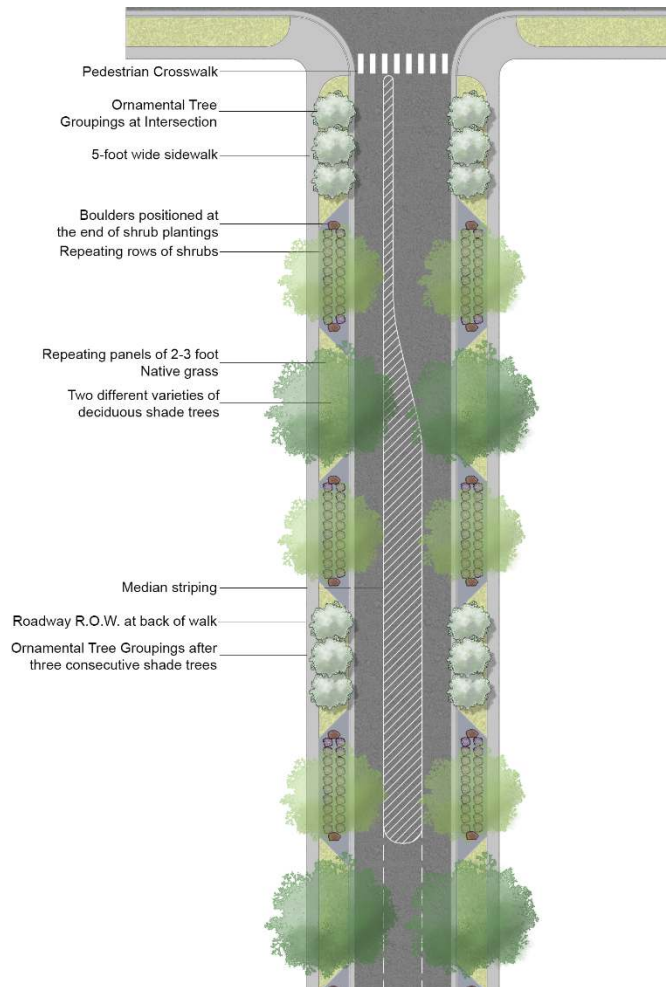 Pedestrian Crosswalk
Ornamental Tree
Groupings at Intersection
5-foot wide sidewalk
Boulders positioned at
the end of shrub plantings
Repeating rows of shrubs
Repeating panels of 2-3 foot
Native grass
Two different varieties of
deciduous shade trees
Median striping
Roadway R.O.W. at back of walk
Ornamental Tree Groupings after
three consecutive shade trees